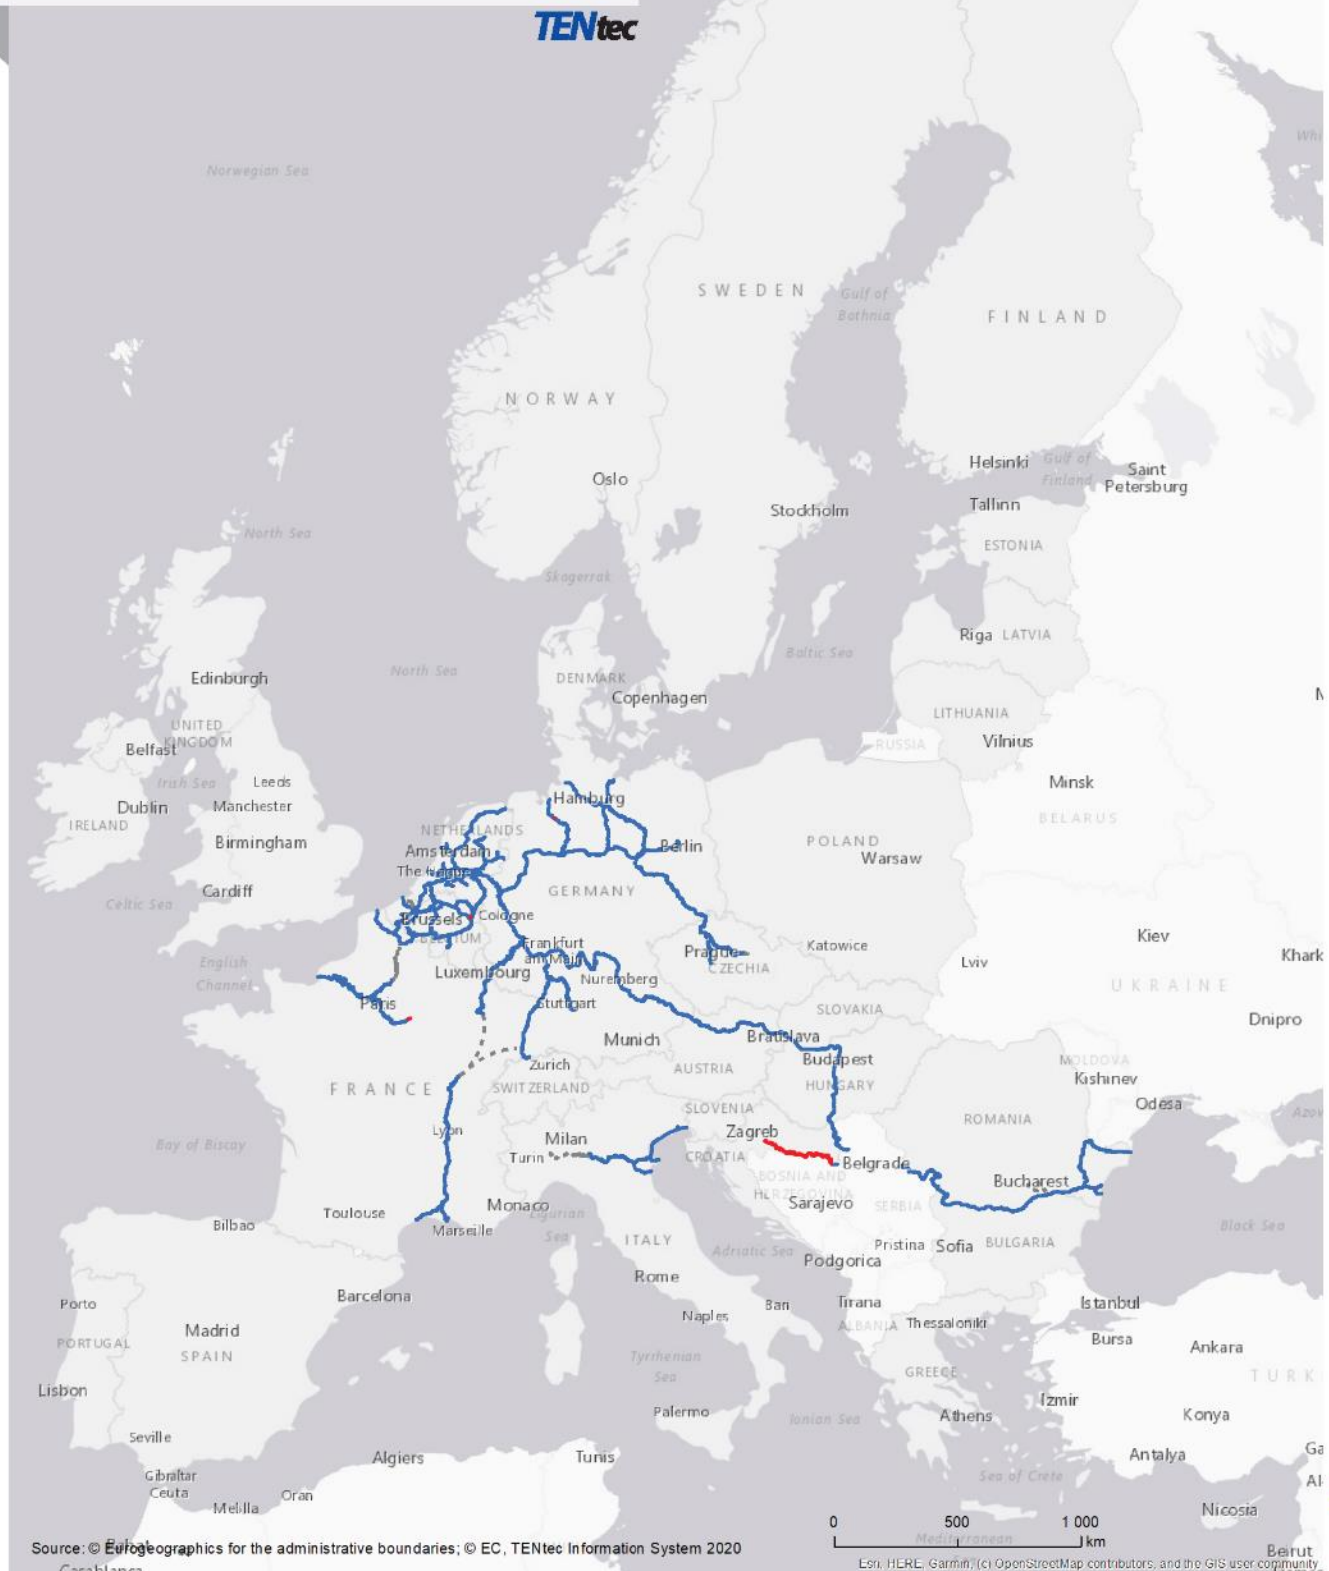 TENtec
Norwegian Sea
SWEDEN
Gulf of
Bothnia
FINLAND
NORWAY
Oslo
Helsinki
Gulf of
Finland
Saint
Petersburg
Stockholm
Tallinn
North Sea
ESTONIA
Skagerrak
Riga
LATVIA
Baltic Sea
North Sea
Edinburgh
DENMARK
Copenhagen
LITHUANIA
UNITED
KINGDOM
Belfast
RUSSIA
Vilnius
Irish Sea
Leeds
Minsk
Hamburg
Dublin
Manchester
IRELAND
BELARUS
NETHERLANDS
Birmingham
Berlin
POLAND
Amsterdam
Warsaw
The Hague
Cardiff
GERMANY
Celtic Sea
Brussels
Cologne
BELGIUM
Kiev
Frankfurt
am Main
Katowice
Prague
Khark
English
Channel
Lviv
CZECHIA
Luxembourg
Nuremberg
UKRAINE
Paris
Stuttgart
SLOVAKIA
Dnipro
Munich
Bratislava
Budapest
MOLDOVA
Zurich
AUSTRIA
Kishinev
FRANCE
SWITZERLAND
HUNGARY
Odesa
SLOVENIA
Azov
ROMANIA
Lyon
Milan
Zagreb
Bay of Biscay
Turin
CROATIA
Belgrade
BOSNIA AND
HERZEGOVINA
Bucharest
Sarajevo
SERBIA
Monaco
Toulouse
Ligurian
Sea
Bilbao
Marseille
Black Sea
ITALY
Adriatic Sea
Pristina
Sofia
BULGARIA
Podgorica
Rome
Barcelona
Porto
Bari
Tirana
Istanbul
Naples
ALBANIA
Thessaloniki
Madrid
Bursa
PORTUGAL
Ankara
SPAIN
Tyrrhenian
Sea
GREECE
TURK
Lisbon
Izmir
Palermo
Ionian Sea
Athens
Konya
Seville
Algiers
Tunis
Antalya
Gibraltar
Ceuta
Sea of Crete
Oran
Melilla
Nicosia
0 500 1 000
km
Mediterranean
Rabat
Source: © Eurogeographics for the administrative boundaries; © EC, TENtec Information System 2020
Beirut
Esri, HERE, Garmin, (c) OpenStreetMap contributors, and the GIS user community
Casablanca